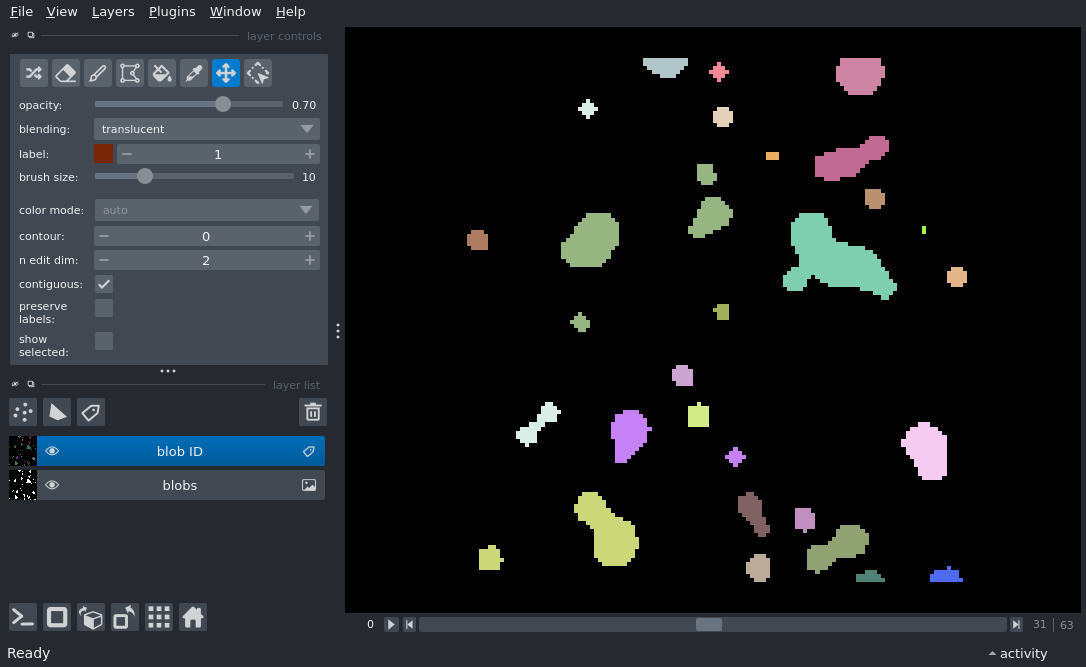 File View Layers Plugins Window Help
layer controls
opacity: 0.70
blending: translucent
label: 1
brush size: 10
color mode: auto
contour: 0
n edit dim: 2
contiguous:
preserve
labels:
show
selected:
layer list
blob ID
blobs
0 31 | 63
Ready activity